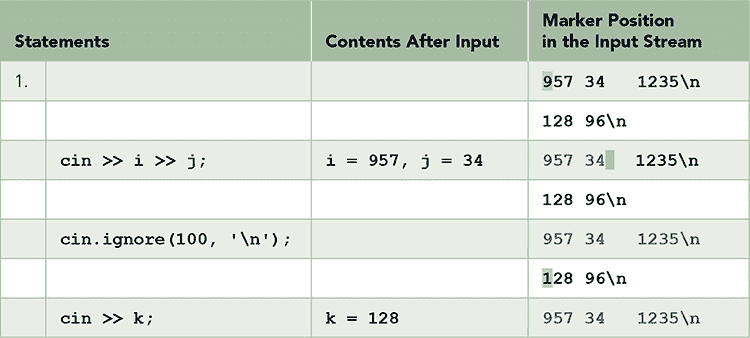 Statements	Contents After Input	Marker Position
in the Input Stream
1.	957 34   1235\n
128 96\n
cin >> i >> j;	i = 957, j = 34	957 34   1235\n
128 96\n
cin.ignore(100, '\n');	957 34   1235\n
128 96\n
cin >> k;	k = 128	957 34   1235\n